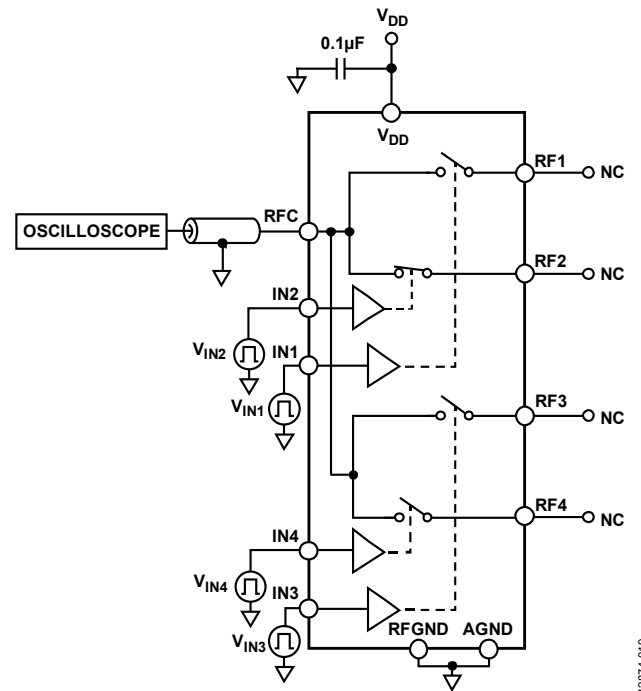 VDD
0.1µF
VDD
RF1
NC
RFC
OSCILLOSCOPE
RF2
NC
IN2
VIN2
IN1
VIN1
RF3
NC
RF4
NC
IN4
VIN4
IN3
VIN3
RFGND
AGND